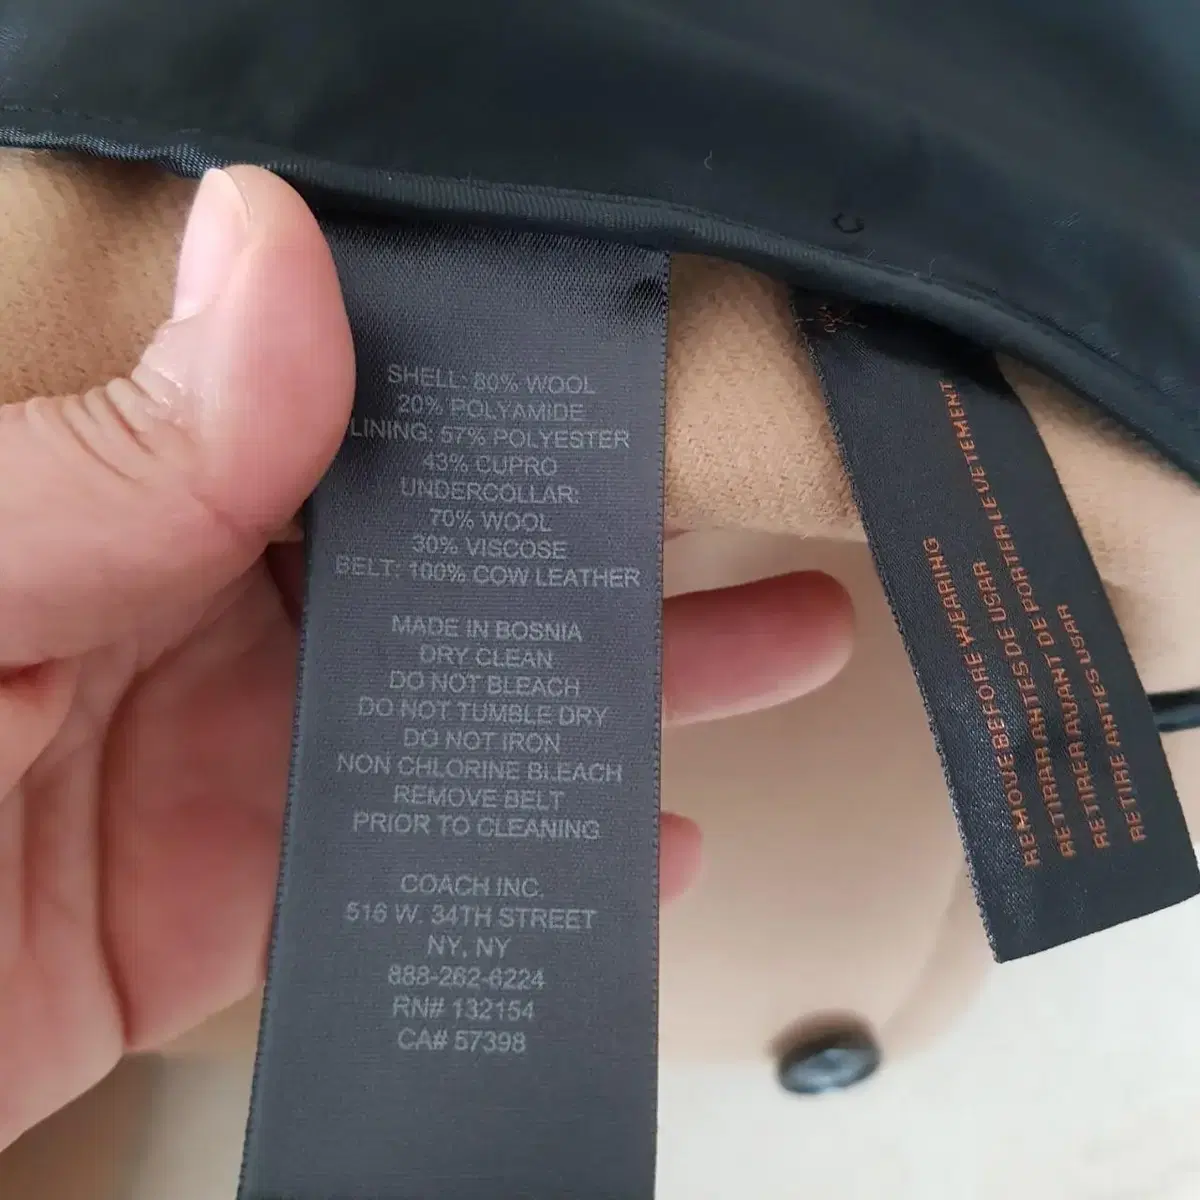 SHELL: 80% WOOL
20% POLYAMIDE
LINING: 57% POLYESTER
43% CUPRO
UNDERCOLLAR:
70% WOOL
30% VISCOSE
BELT: 100% COW LEATHER
MADE IN BOSNIA
DRY CLEAN
DO NOT BLEACH
DO NOT TUMBLE DRY
DO NOT IRON
NON CHLORINE BLEACH
REMOVE BELT
PRIOR TO CLEANING
COACH INC.
516 W. 34TH STREET
NY, NY
888-262-6224
RN# 132154
CA# 57398
REMOVE BEFORE WEARING
RETIRAR ANTES DE USAR
RETIRER AVANT DE PORTER LE VETEMENT
RETIRE ANTES USAR